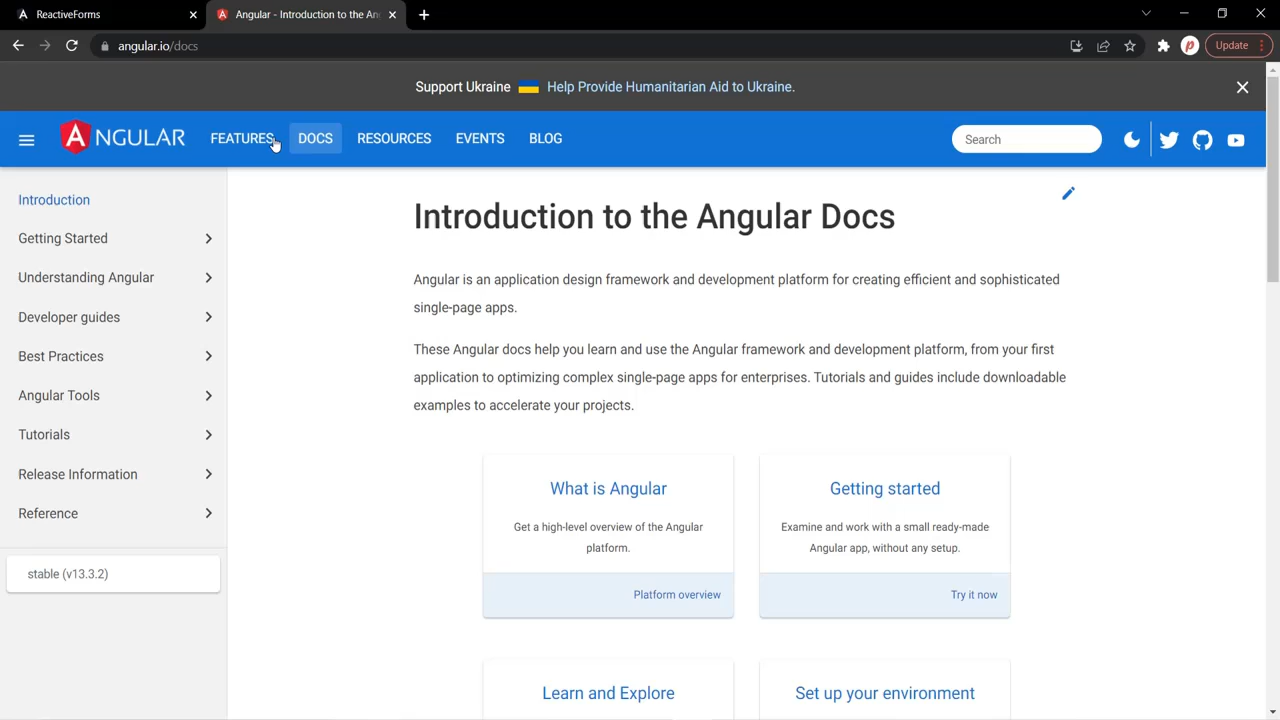 ReactiveForms
Angular - Introduction to the An
angular.io/docs
Update
Support Ukraine Help Provide Humanitarian Aid to Ukraine.
ANGULAR FEATURES DOCS RESOURCES EVENTS BLOG Search
Introduction
Getting Started
Understanding Angular
Developer guides
Best Practices
Angular Tools
Tutorials
Release Information
Reference
stable (v13.3.2)
Introduction to the Angular Docs
Angular is an application design framework and development platform for creating efficient and sophisticated
single-page apps.
These Angular docs help you learn and use the Angular framework and development platform, from your first
application to optimizing complex single-page apps for enterprises. Tutorials and guides include downloadable
examples to accelerate your projects.
What is Angular
Get a high-level overview of the Angular
platform.
Platform overview
Getting started
Examine and work with a small ready-made
Angular app, without any setup.
Try it now
Learn and Explore
Set up your environment